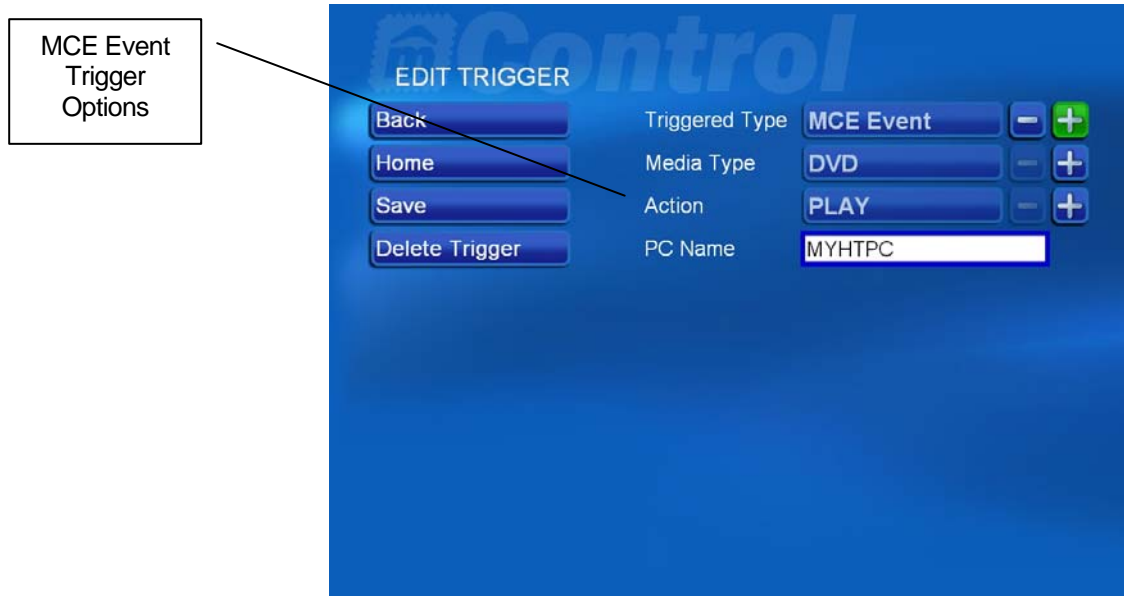 MCE Event
Trigger
Options
mControl
EDIT TRIGGER
Back
Triggered Type MCE Event - +
Home
Media Type DVD - +
Save
Action PLAY - +
Delete Trigger
PC Name MYHTPC